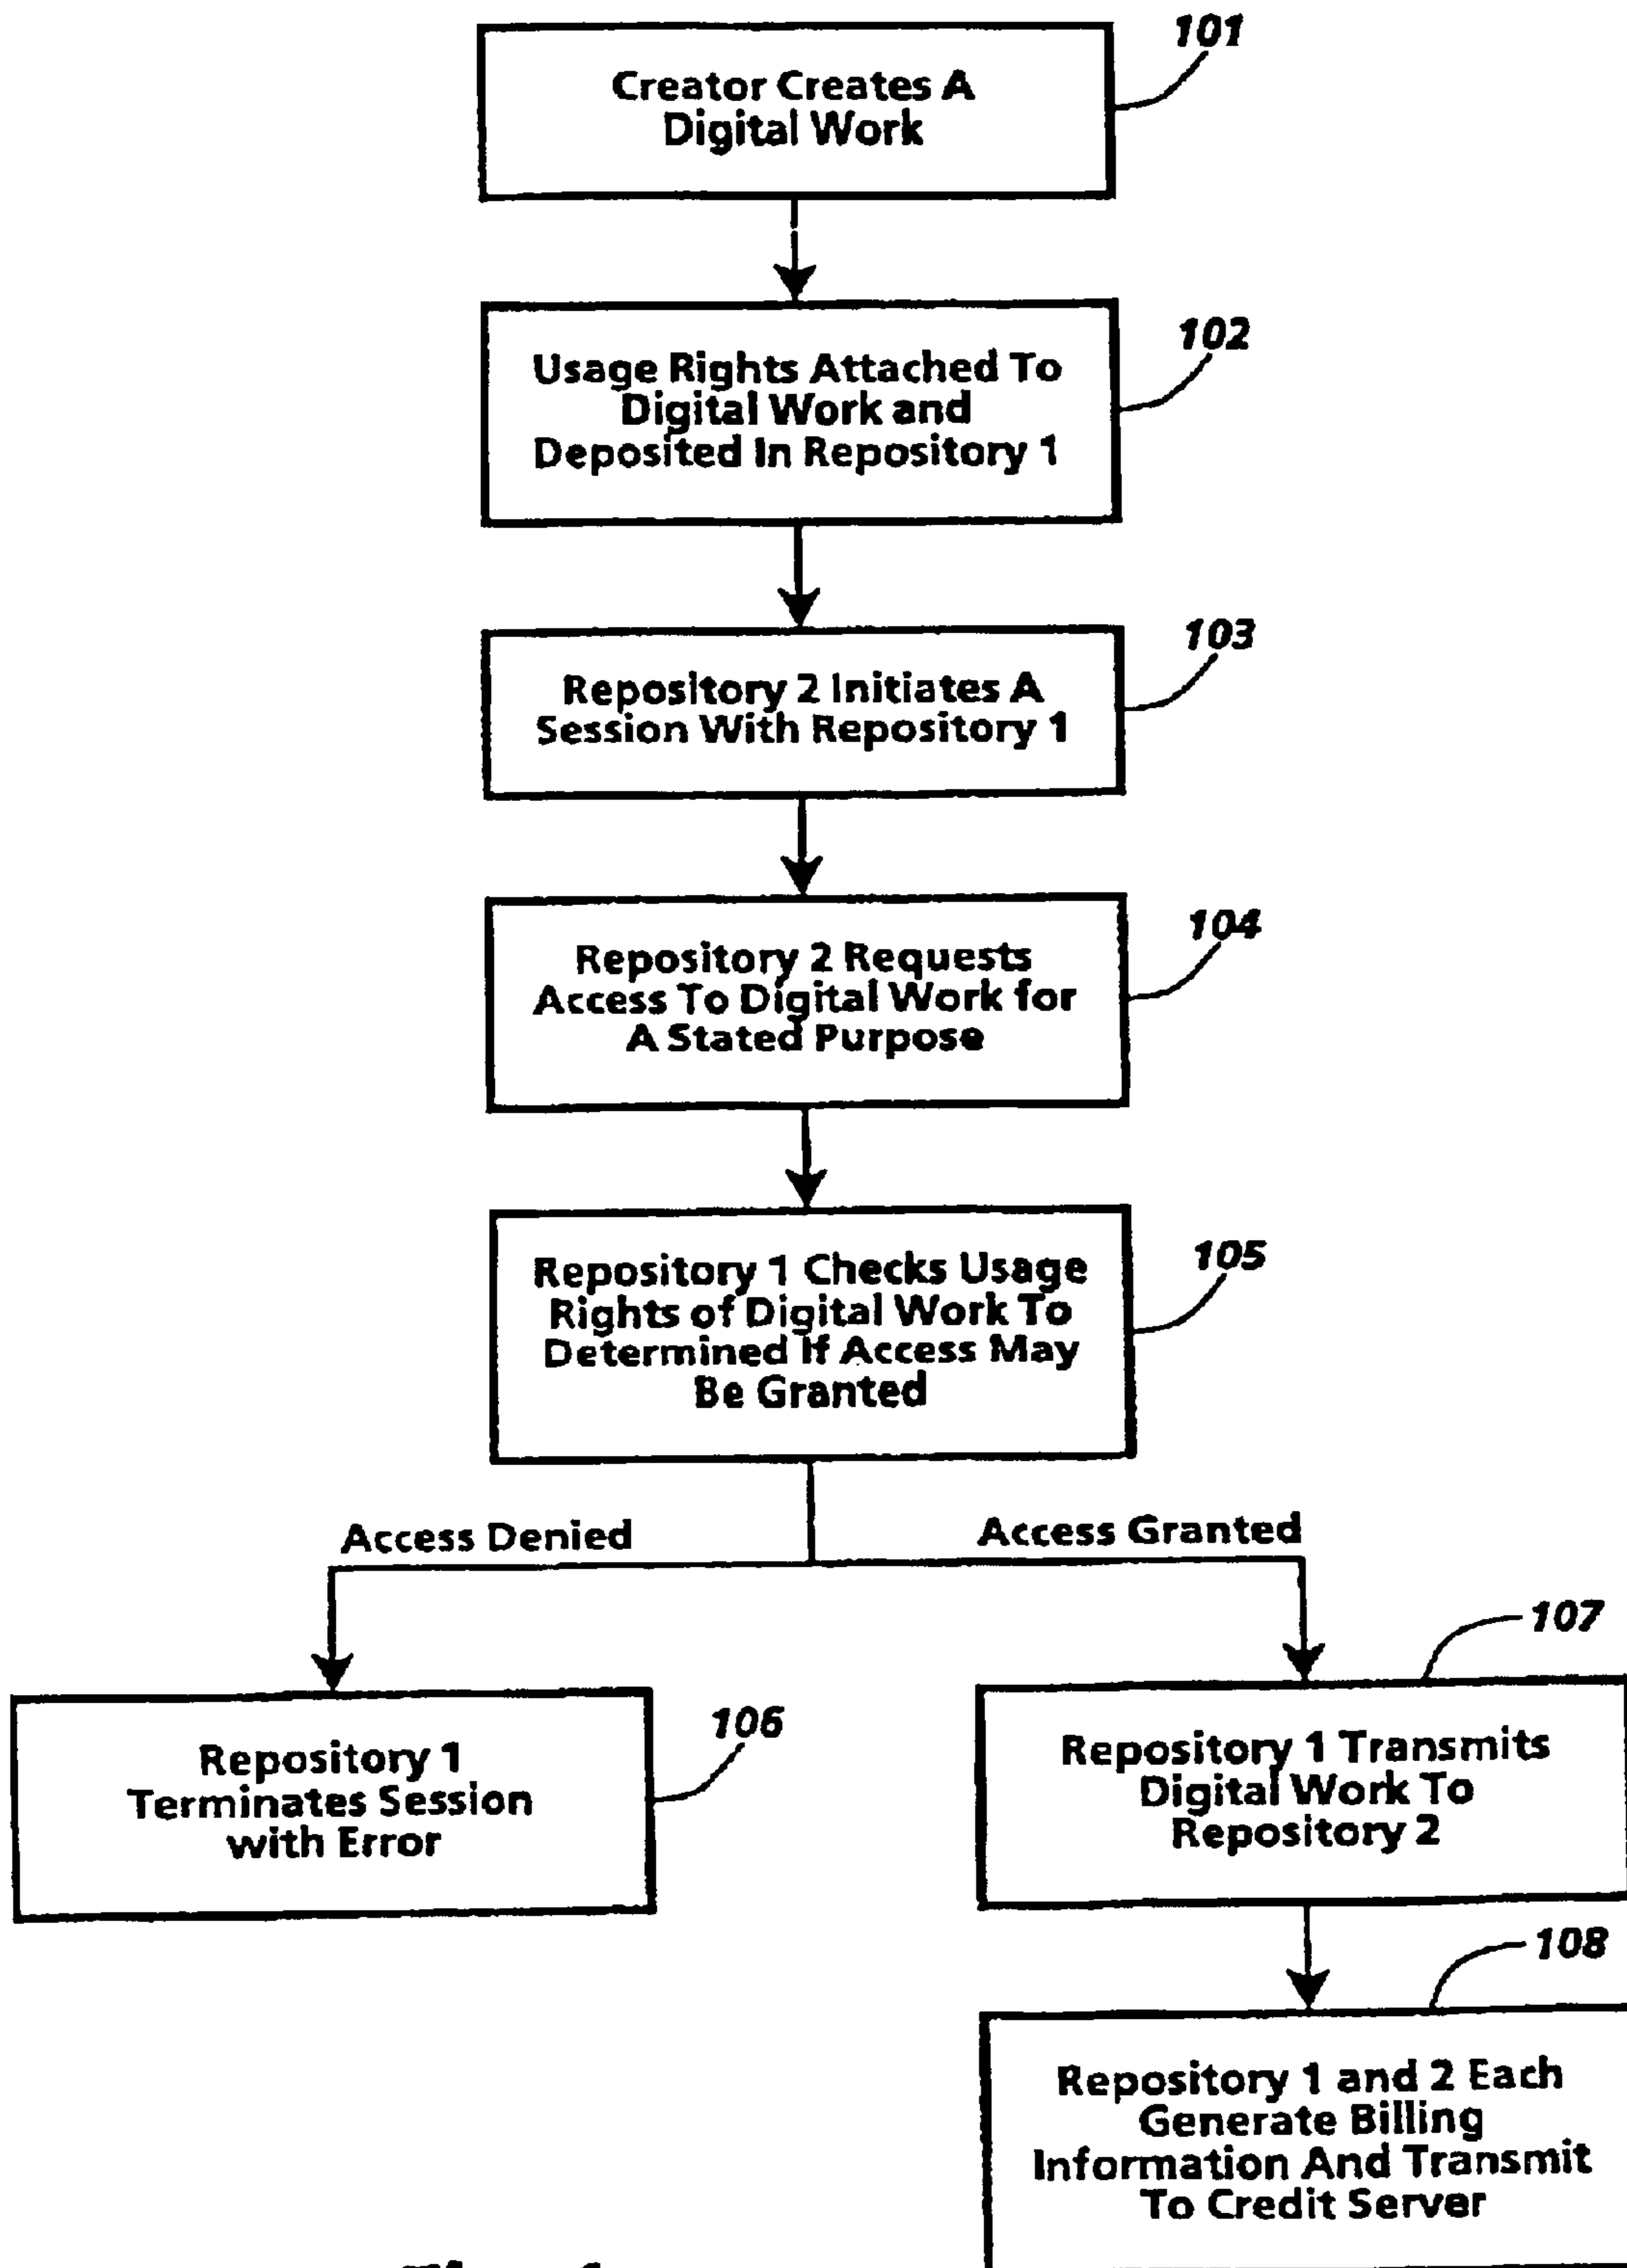 101
Creator Creates A
Digital Work
102
Usage Rights Attached To
Digital Work and
Deposited In Repository 1
103
Repository 2 Initiates A
Session With Repository 1
104
Repository 2 Requests
Access To Digital Work for
A Stated Purpose
105
Repository 1 Checks Usage
Rights of Digital Work To
Determined If Access May
Be Granted
Access Denied
Access Granted
107
106
Repository 1
Terminates Session
with Error
Repository 1 Transmits
Digital Work To
Repository 2
108
Repository 1 and 2 Each
Generate Billing
Information And Transmit
To Credit Server